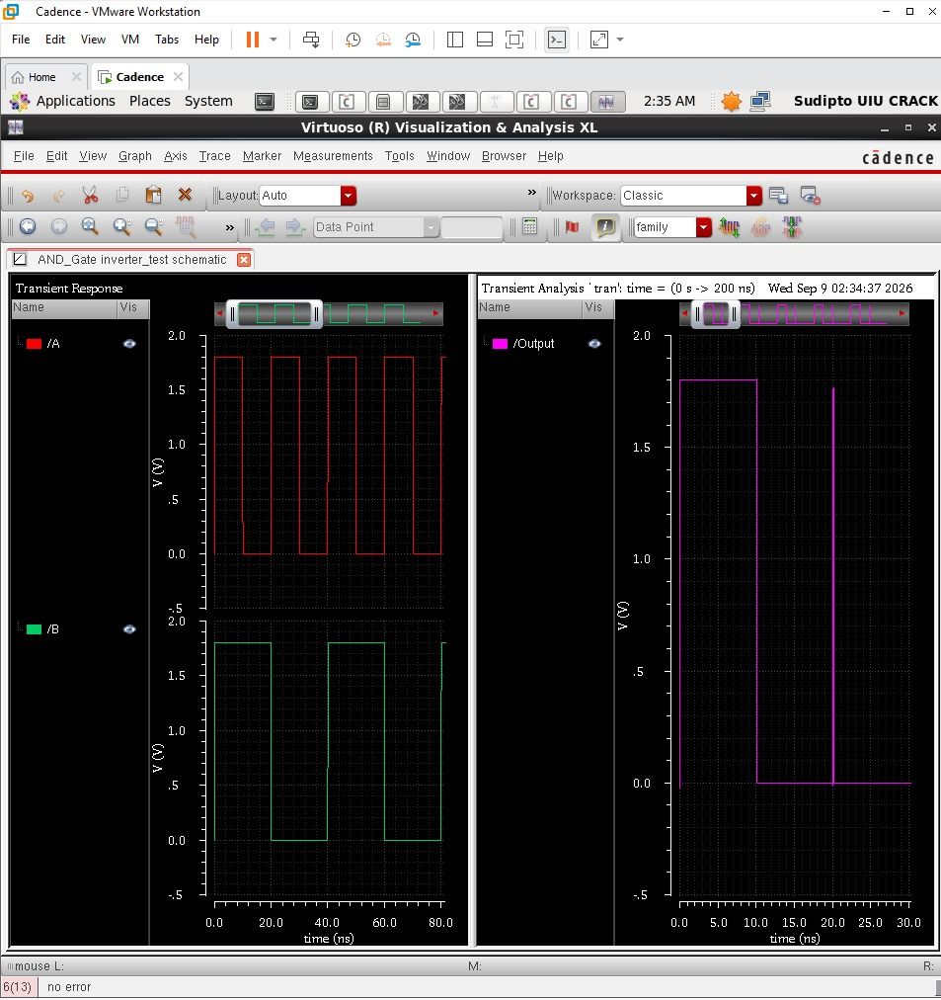 Cadence - VMware Workstation
File Edit View VM Tabs Help
Home Cadence
Applications Places System 2:35 AM Sudipto UIU CRACK
Virtuoso (R) Visualization & Analysis XL
File Edit View Graph Axis Trace Marker Measurements Tools Window Browser Help cādence
Layout: Auto » Workspace: Classic
» Data Point family
AND_Gate inverter_test schematic
Transient Response
Name Vis
/A
2.0
1.5
1.0
.5
0.0
-.5
V (V)
/B
2.0
1.5
1.0
.5
0.0
-.5
V (V)
0.0 20.0 40.0 60.0 80.0
time (ns)
Transient Analysis `tran': time = (0 s -> 200 ns) Wed Sep 9 02:34:37 2026
Name Vis
/Output
2.0
1.5
1.0
.5
0.0
-.5
V (V)
0.0 5.0 10.0 15.0 20.0 25.0 30.0
time (ns)
mouse L: M: R:
6(13) no error